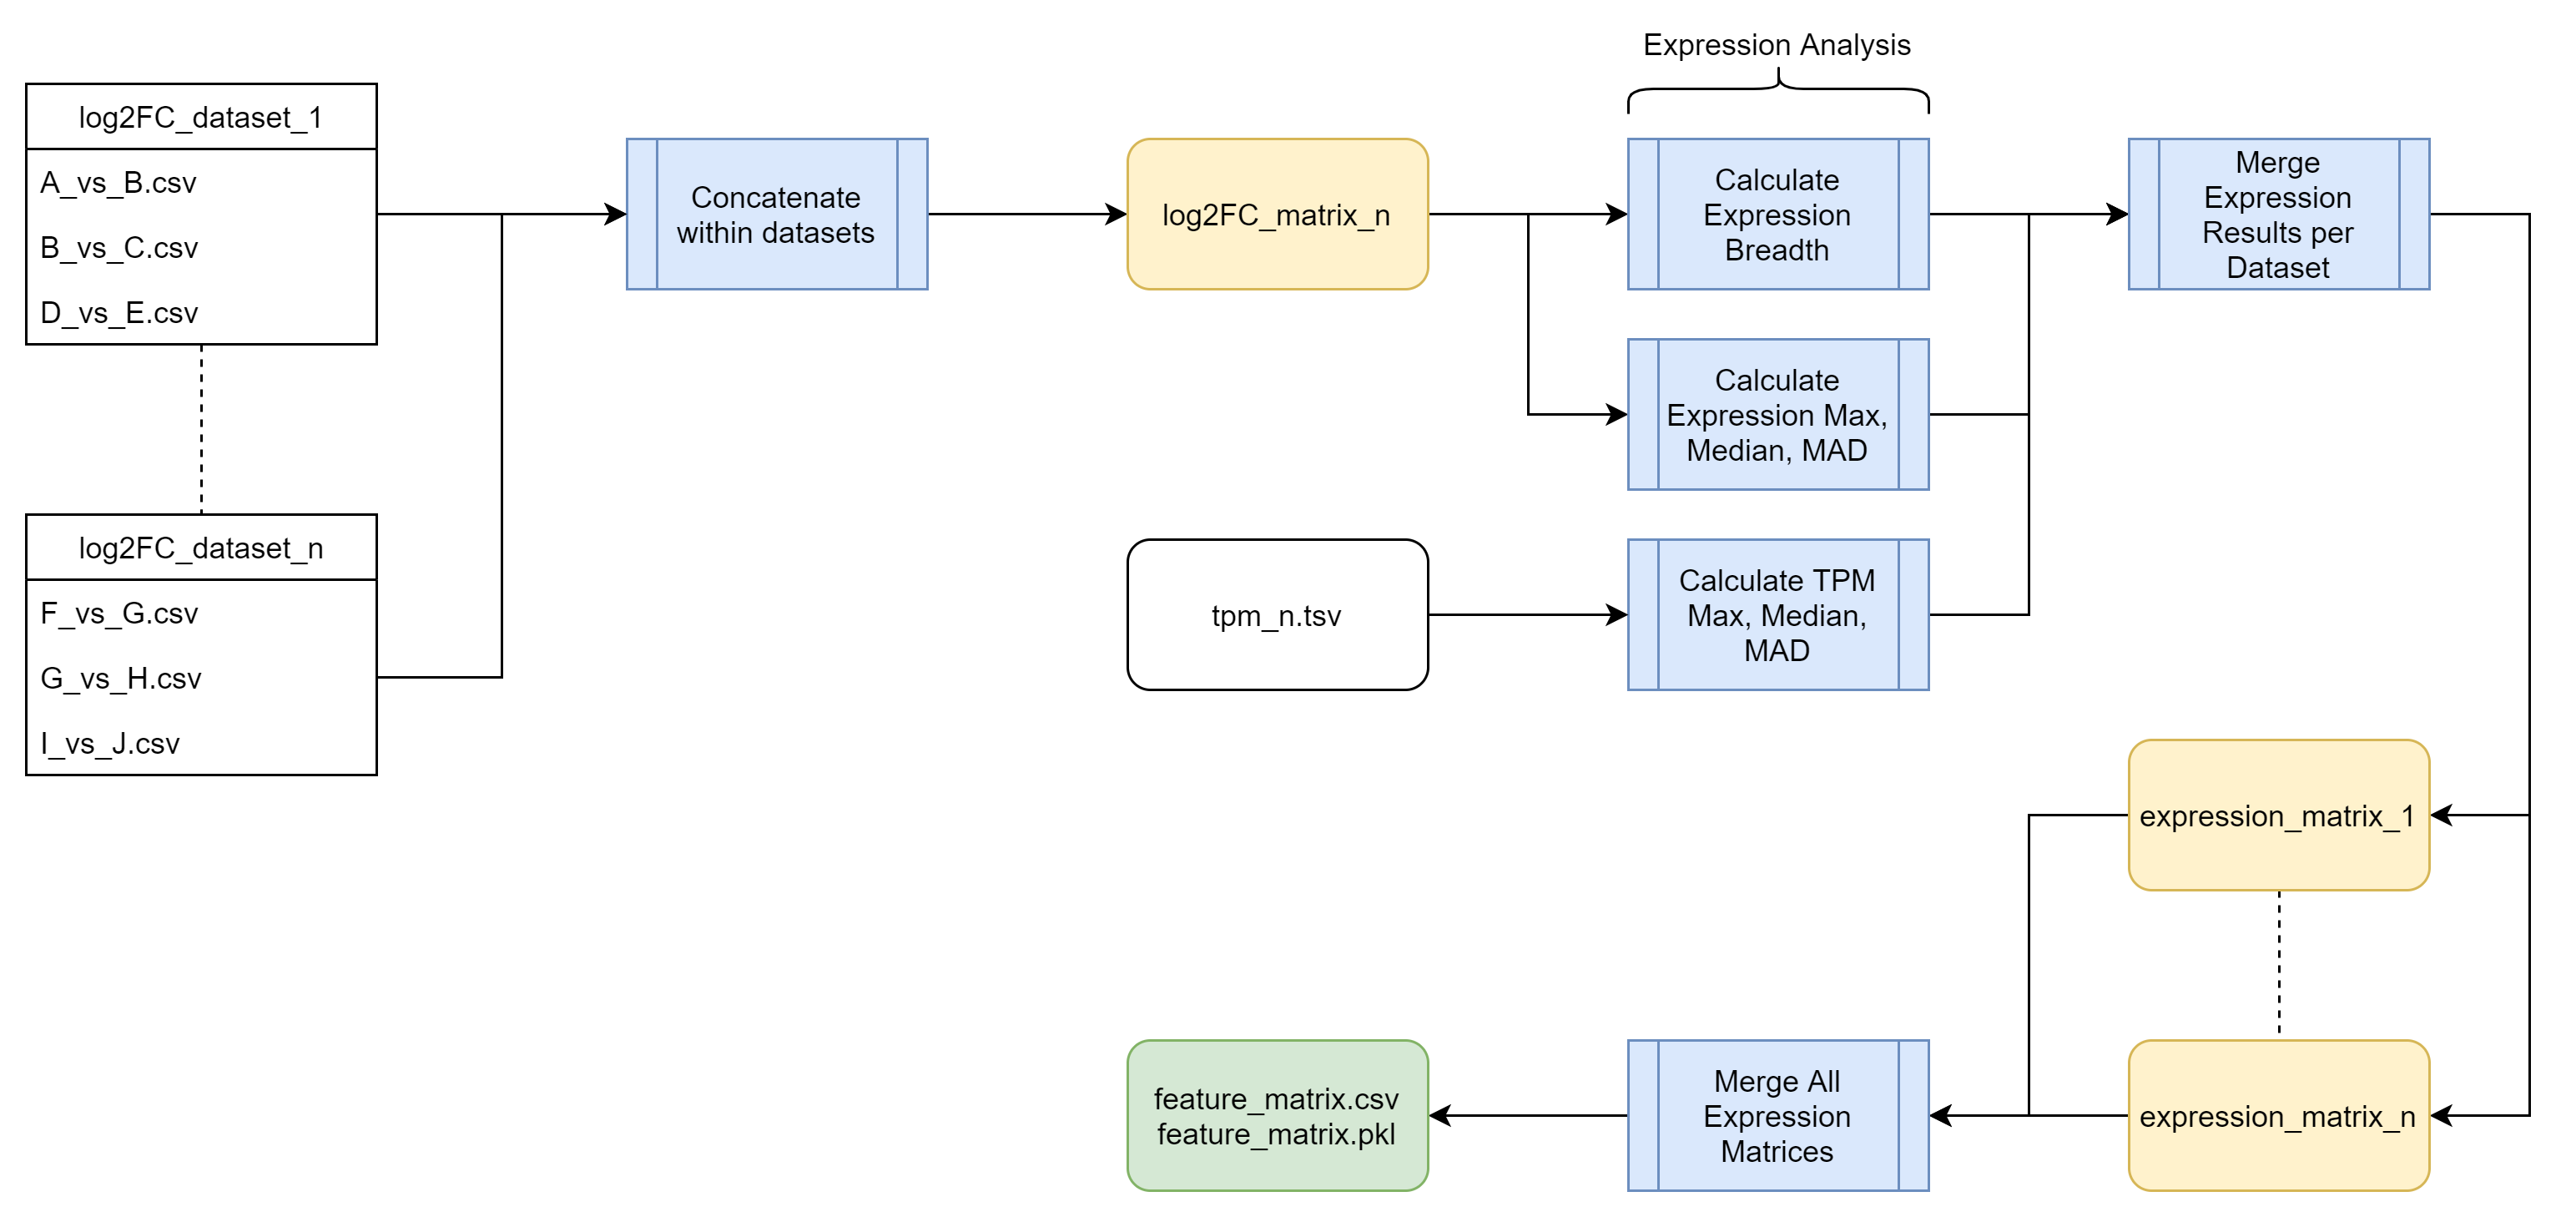 Expression Analysis
log2FC_dataset_1
A_vs_B.csv
B_vs_C.csv
D_vs_E.csv
log2FC_dataset_n
F_vs_G.csv
G_vs_H.csv
I_vs_J.csv
Concatenate
within datasets
log2FC_matrix_n
Calculate
Expression
Breadth
Calculate
Expression Max,
Median, MAD
tpm_n.tsv
Calculate TPM
Max, Median,
MAD
Merge
Expression
Results per
Dataset
expression_matrix_1
expression_matrix_n
Merge All
Expression
Matrices
feature_matrix.csv
feature_matrix.pkl